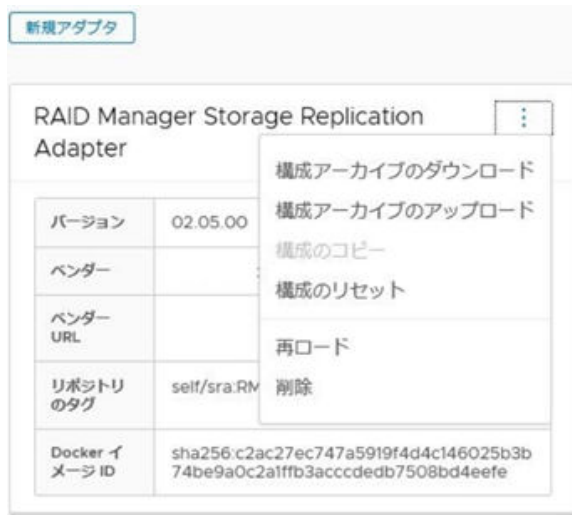 新規アダプタ
RAID Manager Storage Replication
Adapter
構成アーカイブのダウンロード
構成アーカイブのアップロード
構成のコピー
構成のリセット
再ロード
削除
バージョン
02.05.00
ベンダー
ベンダー
URL
リポジトリ
のタグ
self/sra:RM
Docker イ
メージ ID
sha256:c2ac27ec747a5919f4d4c146025b3b
74be9a0c2a1ffb3acccdedb7508bd4eefe